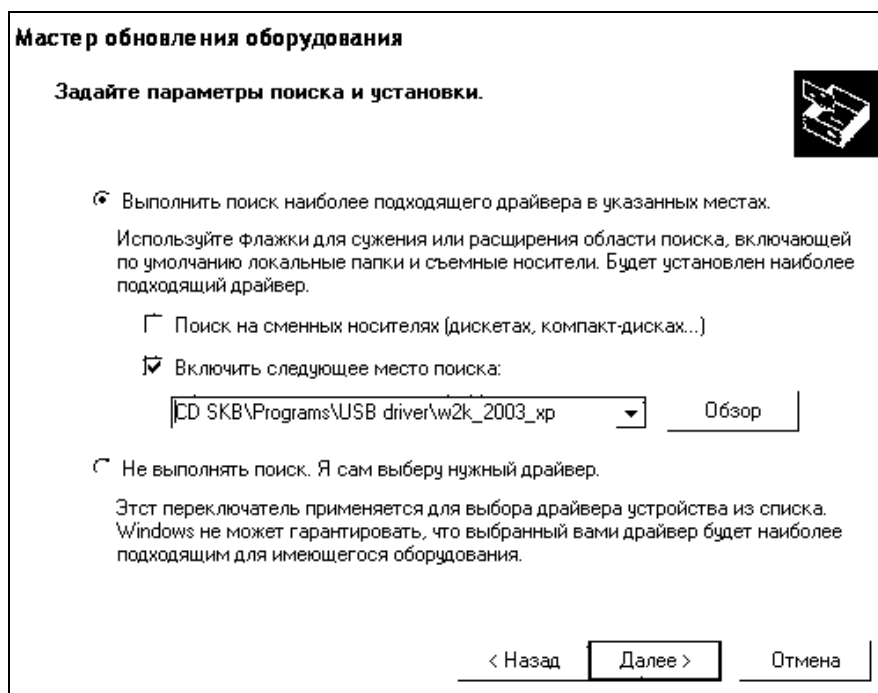 Мастер обновления оборудования
Задайте параметры поиска и установки.
Выполнить поиск наиболее подходящего драйвера в указанных местах.
Используйте флажки для сужения или расширения области поиска, включающей
по умолчанию локальные папки и съемные носители. Будет установлен наиболее
подходящий драйвер.
Поиск на сменных носителях (дискетах, компакт-дисках...)
Включить следующее место поиска:
CD SKB\Programs\USB driver\w2k_2003_xp
Обзор
Не выполнять поиск. Я сам выберу нужный драйвер.
Этст переключатель применяется для выбора драйвера устройства из списка.
Windows не может гарантировать, что выбранный вами драйвер будет наиболее
подходящим для имеющегося оборудования.
< Назад Далее > Отмена